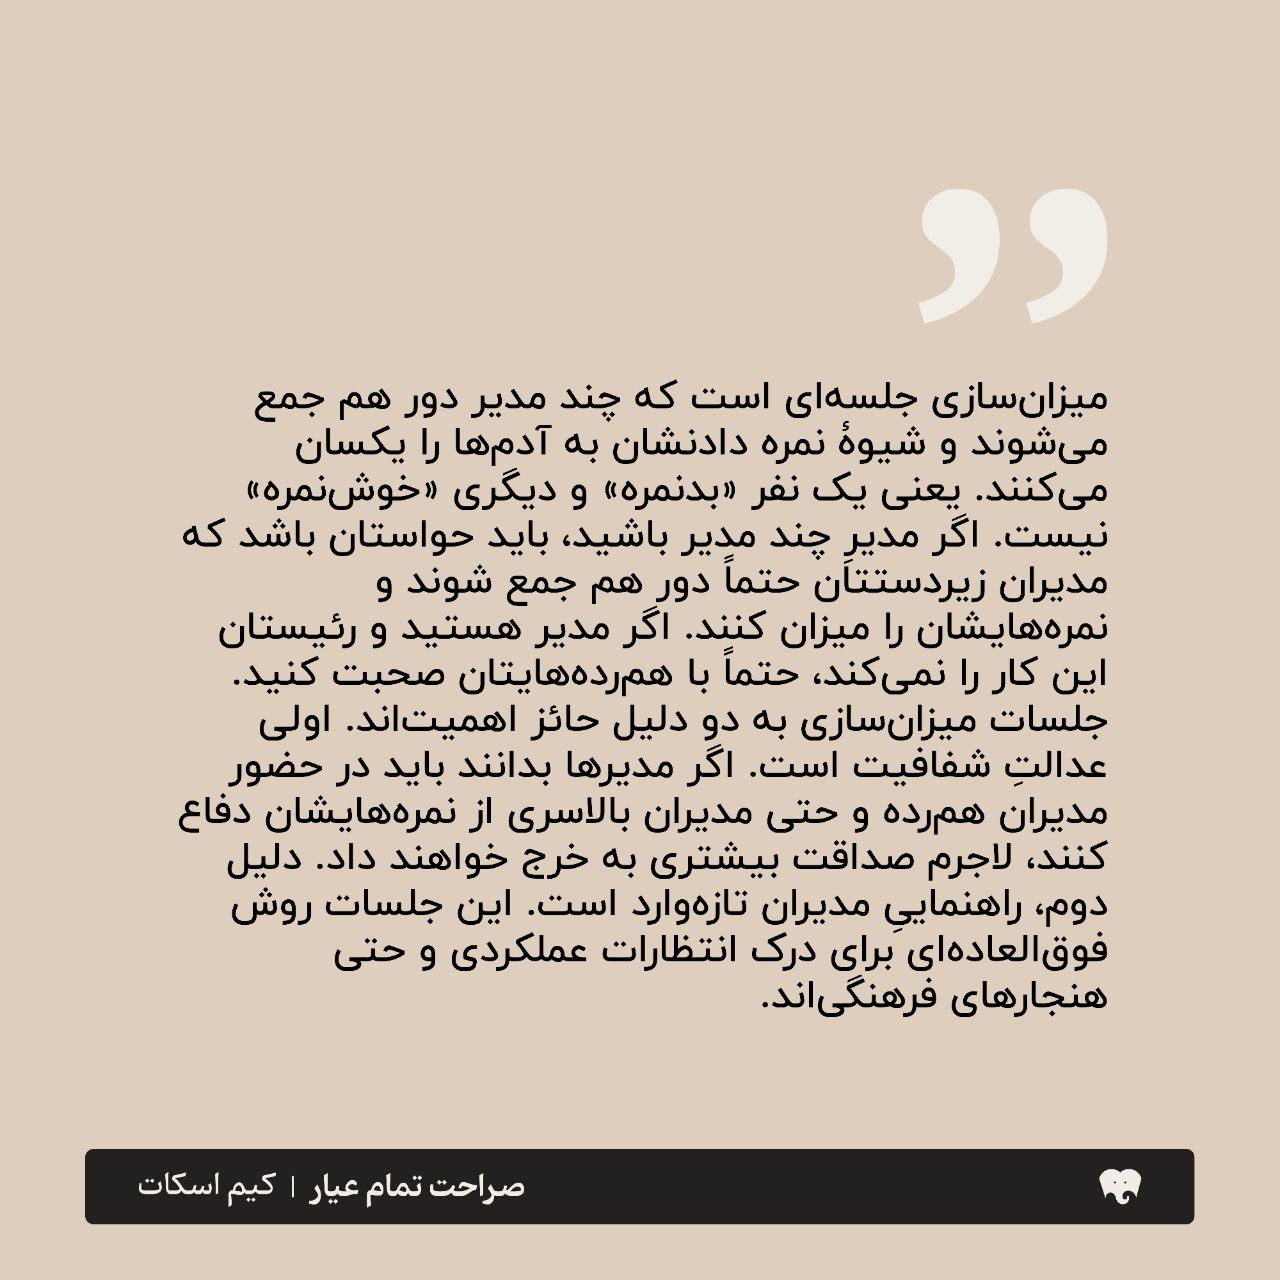 ”
میزان‌سازی جلسه‌ای است که چند مدیر دور هم جمع
می‌شوند و شیوهٔ نمره دادنشان به آدم‌ها را یکسان
می‌کنند. یعنی یک نفر «بدنمره» و دیگری «خوش‌نمره»
نیست. اگر مدیرِ چند مدیر باشید، باید حواستان باشد که
مدیران زیردستتان حتماً دور هم جمع شوند و
نمره‌هایشان را میزان کنند. اگر مدیر هستید و رئیستان
این کار را نمی‌کند، حتماً با هم‌رده‌هایتان صحبت کنید.
جلسات میزان‌سازی به دو دلیل حائز اهمیت‌اند. اولی
عدالتِ شفافیت است. اگر مدیرها بدانند باید در حضور
مدیران هم‌رده و حتی مدیران بالاسری از نمره‌هایشان دفاع
کنند، لاجرم صداقت بیشتری به خرج خواهند داد. دلیل
دوم، راهنماییِ مدیران تازه‌وارد است. این جلسات روش
فوق‌العاده‌ای برای درک انتظارات عملکردی و حتی
هنجارهای فرهنگی‌اند.
صراحت تمام عیار | کیم اسکات